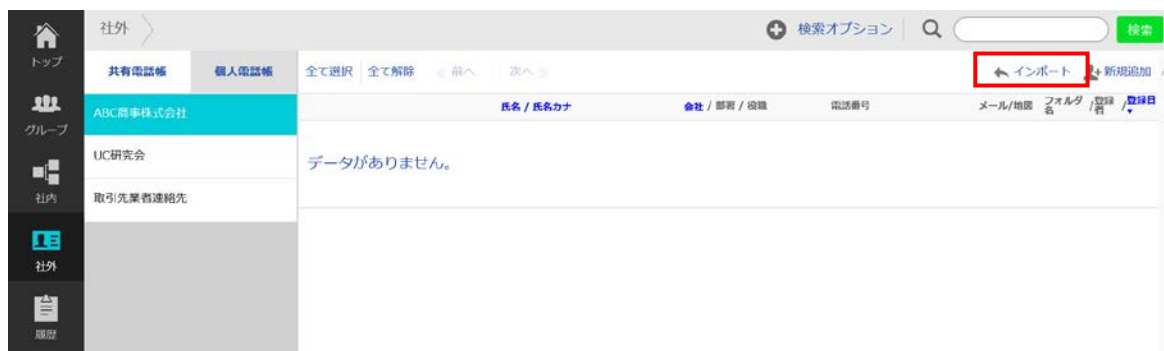 社外
検索オプション
検索
トップ
グループ
社内
社外
履歴
共有電話帳 個人電話帳
ABC商事株式会社
UC研究会
取引先業者連絡先
全て選択 全て解除 ≪ 前へ 次へ ≫
インポート 新規追加
氏名 / 氏名カナ 会社 / 部署 / 役職 電話番号 メール/地図 フォルダ名 /登録者 /登録日▼
データがありません。